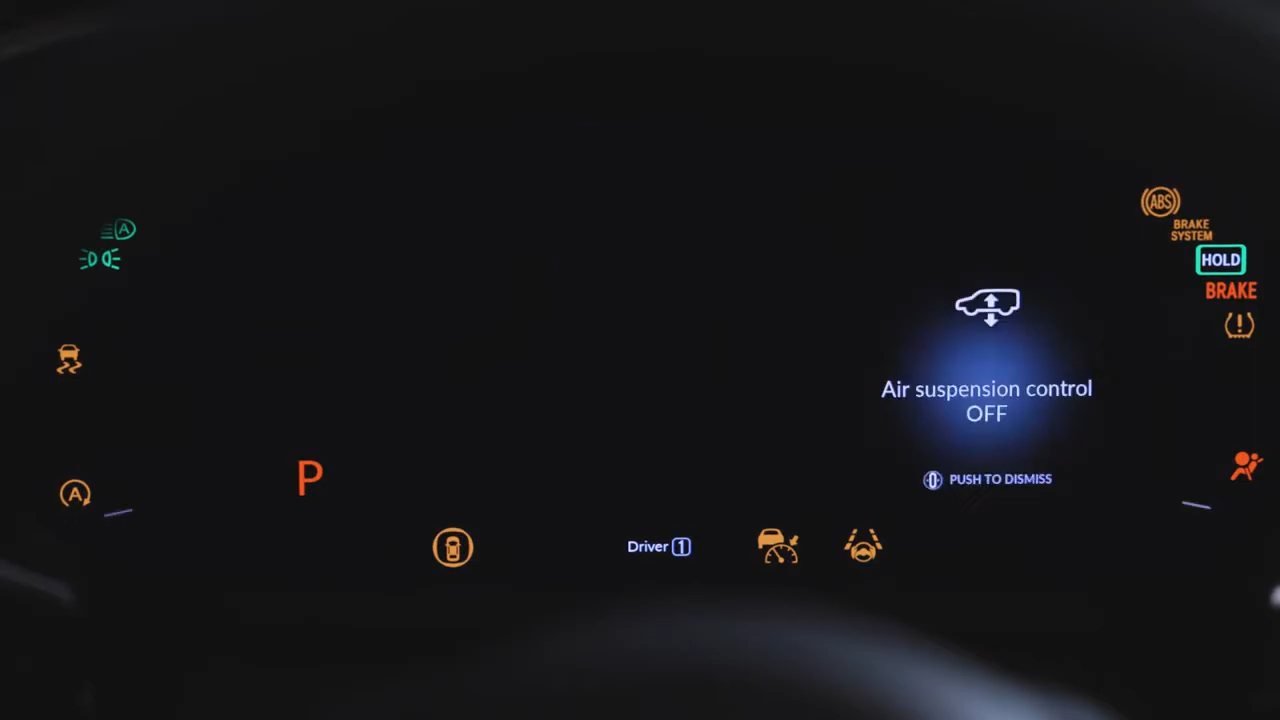 A
ABS
BRAKE
SYSTEM
HOLD
BRAKE
!
Air suspension control
OFF
P
PUSH TO DISMISS
A
Driver 1